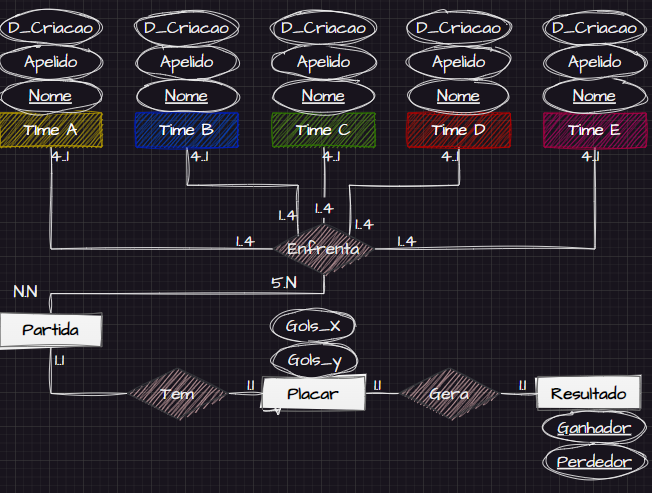 D_Criacao D_Criacao D_Criacao D_Criacao D_Criacao
Apelido Apelido Apelido Apelido Apelido
Nome Nome Nome Nome Nome
TIme A Time B Time C Time D Time E
4..1 4..1 4..1 4..1 4..1
1..4 1..4 1..4
1..4 Enfrenta 1..4
5..N
N..N
Partida Gols_X
1..1 Gols_y
Tem 1..1 Placar 1..1 Gera 1..1 Resultado
Ganhador
Perdedor